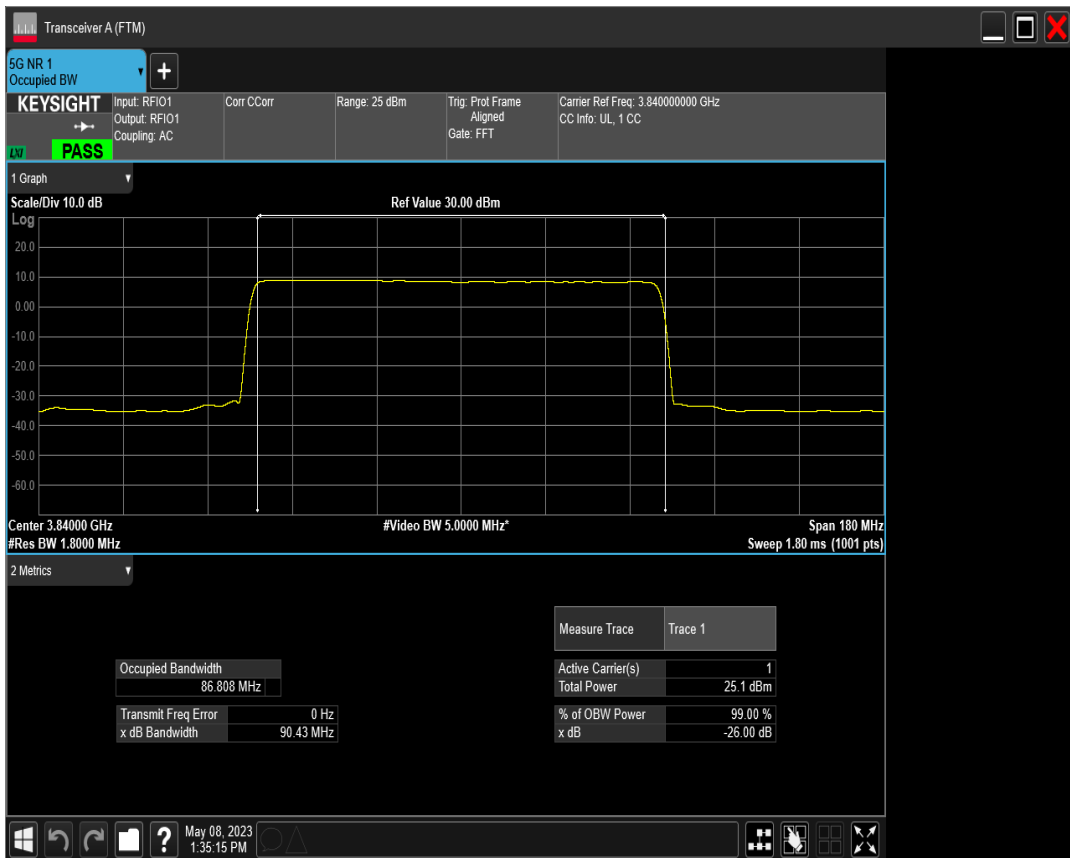 Transceiver A (FTM)
5G NR 1
Occupied BW
KEYSIGHT
LXI
PASS
Input: RFIO1
Output: RFIO1
Coupling: AC
Corr CCorr
Range: 25 dBm
Trig: Prot Frame
Aligned
Gate: FFT
Carrier Ref Freq: 3.840000000 GHz
CC Info: UL, 1 CC
1 Graph
Scale/Div 10.0 dB
Ref Value 30.00 dBm
Log
20.0
10.0
0.00
-10.0
-20.0
-30.0
-40.0
-50.0
-60.0
Center 3.84000 GHz
#Video BW 5.0000 MHz*
Span 180 MHz
#Res BW 1.8000 MHz
Sweep 1.80 ms (1001 pts)
2 Metrics
Measure Trace Trace 1
Occupied Bandwidth
86.808 MHz
Active Carrier(s) 1
Total Power 25.1 dBm
Transmit Freq Error 0 Hz
x dB Bandwidth 90.43 MHz
% of OBW Power 99.00 %
x dB -26.00 dB
?
May 08, 2023
1:35:15 PM